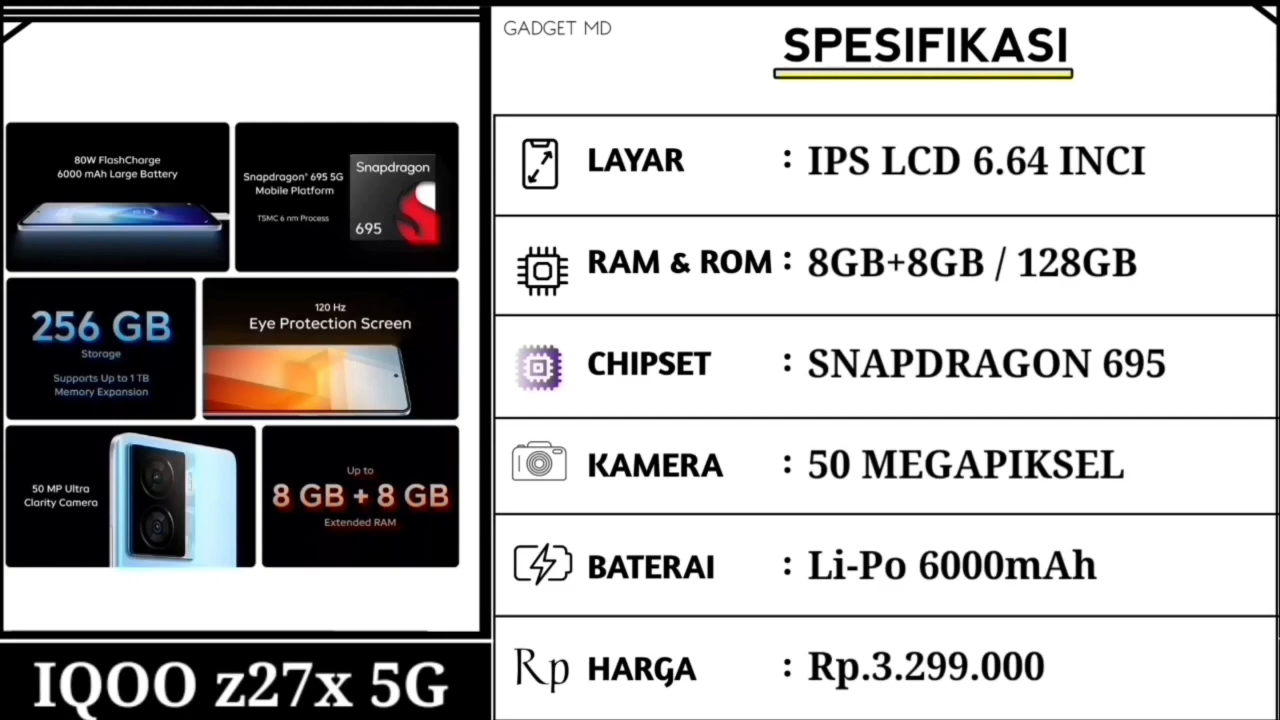 80W FlashCharge
6000 mAh Large Battery
Snapdragon® 695 5G
Mobile Platform
TSMC 6 nm Process
Snapdragon
695
256 GB
Storage
Supports Up to 1 TB
Memory Expansion
120 Hz
Eye Protection Screen
50 MP Ultra
Clarity Camera
Up to
8 GB + 8 GB
Extended RAM
IQOO z27x 5G
GADGET MD
SPESIFIKASI
LAYAR : IPS LCD 6.64 INCI
RAM & ROM : 8GB+8GB / 128GB
CHIPSET : SNAPDRAGON 695
KAMERA : 50 MEGAPIKSEL
BATERAI : Li-Po 6000mAh
Rp HARGA : Rp.3.299.000